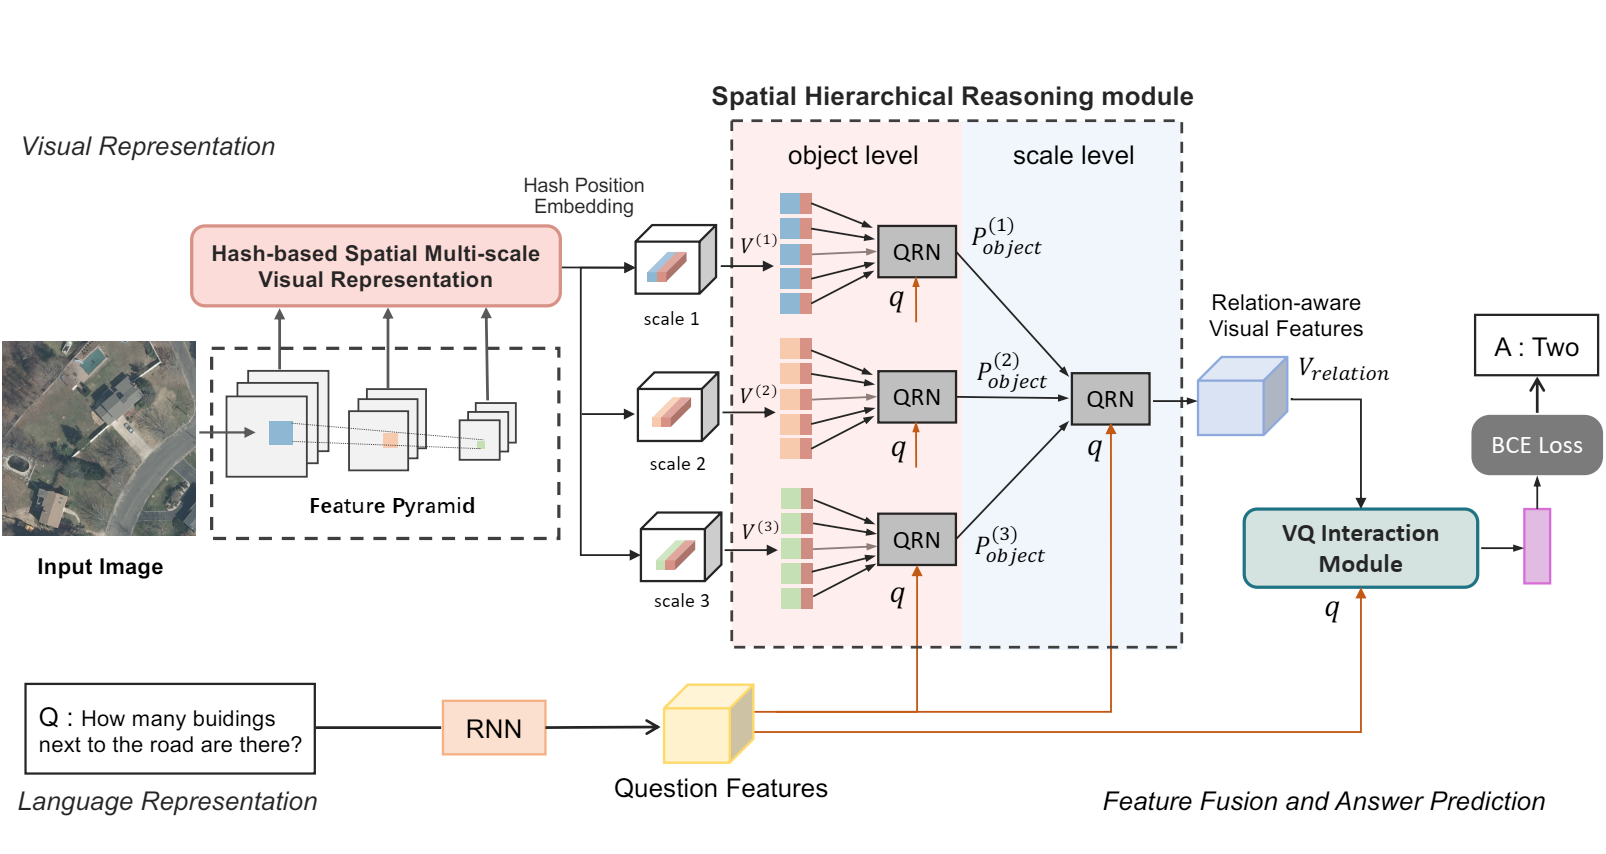 Spatial Hierarchical Reasoning module
Visual Representation
object level
scale level
Hash Position
Embedding
Hash-based Spatial Multi-scale
Visual Representation
V^{(1)}
QRN
q
P_{object}^{(1)}
scale 1
Relation-aware
Visual Features
V_{relation}
A : Two
V^{(2)}
QRN
q
P_{object}^{(2)}
QRN
q
scale 2
BCE Loss
Feature Pyramid
Input Image
V^{(3)}
QRN
q
P_{object}^{(3)}
scale 3
VQ Interaction
Module
q
Q : How many buidings
next to the road are there?
RNN
Question Features
Language Representation
Feature Fusion and Answer Prediction